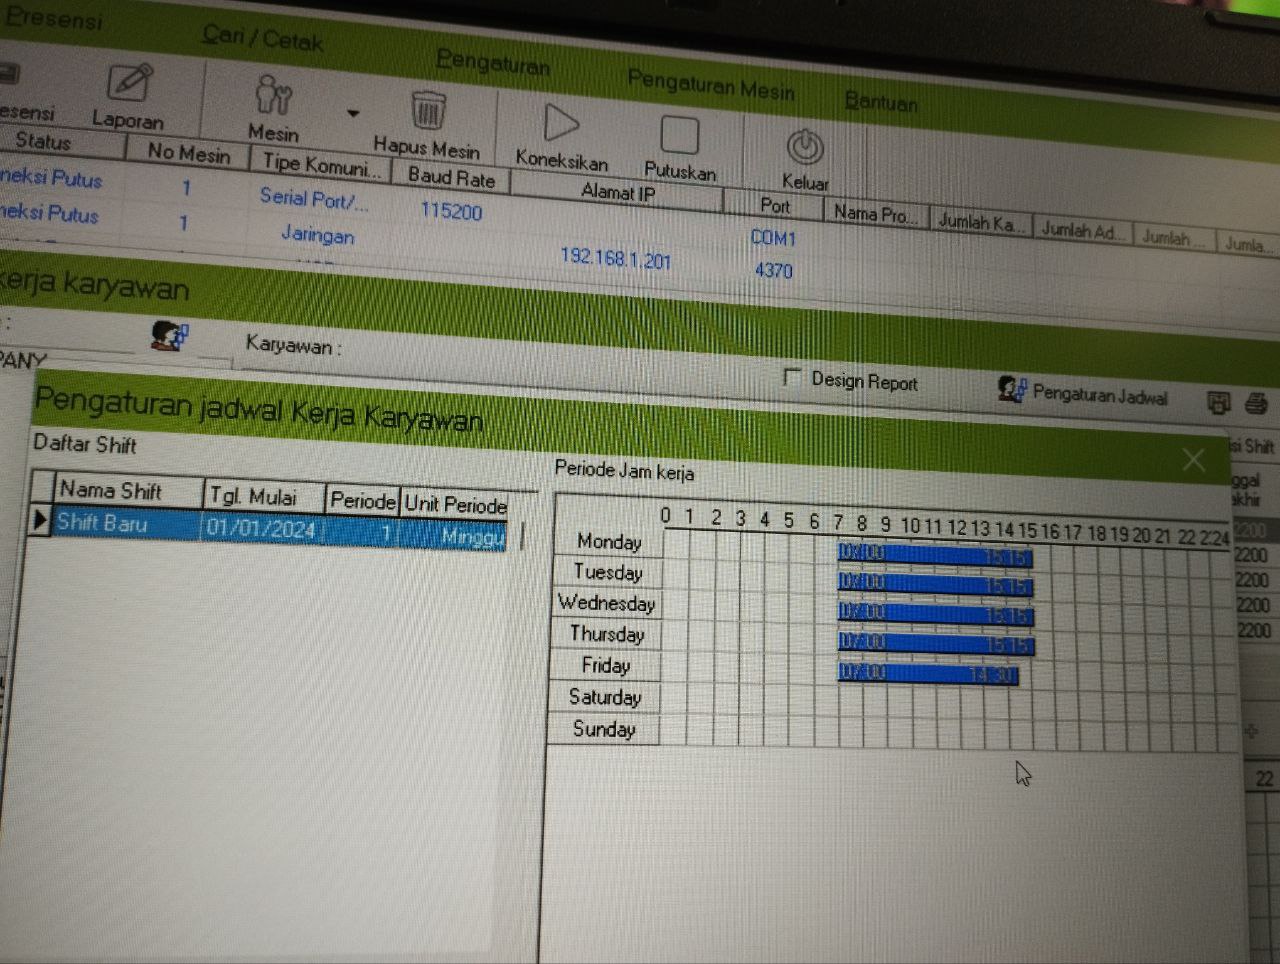 Presensi Cari / Cetak Pengaturan Pengaturan Mesin Bantuan
esensi Laporan Mesin Hapus Mesin Koneksikan Putuskan Keluar
Status No Mesin Tipe Komuni... Baud Rate Alamat IP Port Nama Pro... Jumlah Ka... Jumlah Ad... Jumlah ... Jumla...
neksi Putus 1 Serial Port/... 115200 COM1
neksi Putus 1 Jaringan 192.168.1.201 4370
kerja karyawan
: Karyawan : Design Report Pengaturan Jadwal
PANY
Pengaturan jadwal Kerja Karyawan
Daftar Shift
Nama Shift Tgl. Mulai Periode Unit Periode
Shift Baru 01/01/2024 1 Minggu
Periode Jam kerja
0 1 2 3 4 5 6 7 8 9 10 11 12 13 14 15 16 17 18 19 20 21 22 2:24
Monday 07:00 15:15
Tuesday 07:00 15:15
Wednesday 07:00 15:15
Thursday 07:00 15:15
Friday 07:00 14:30
Saturday
Sunday
si Shift
ggal
akhir
2200
2200
2200
2200
2200
22